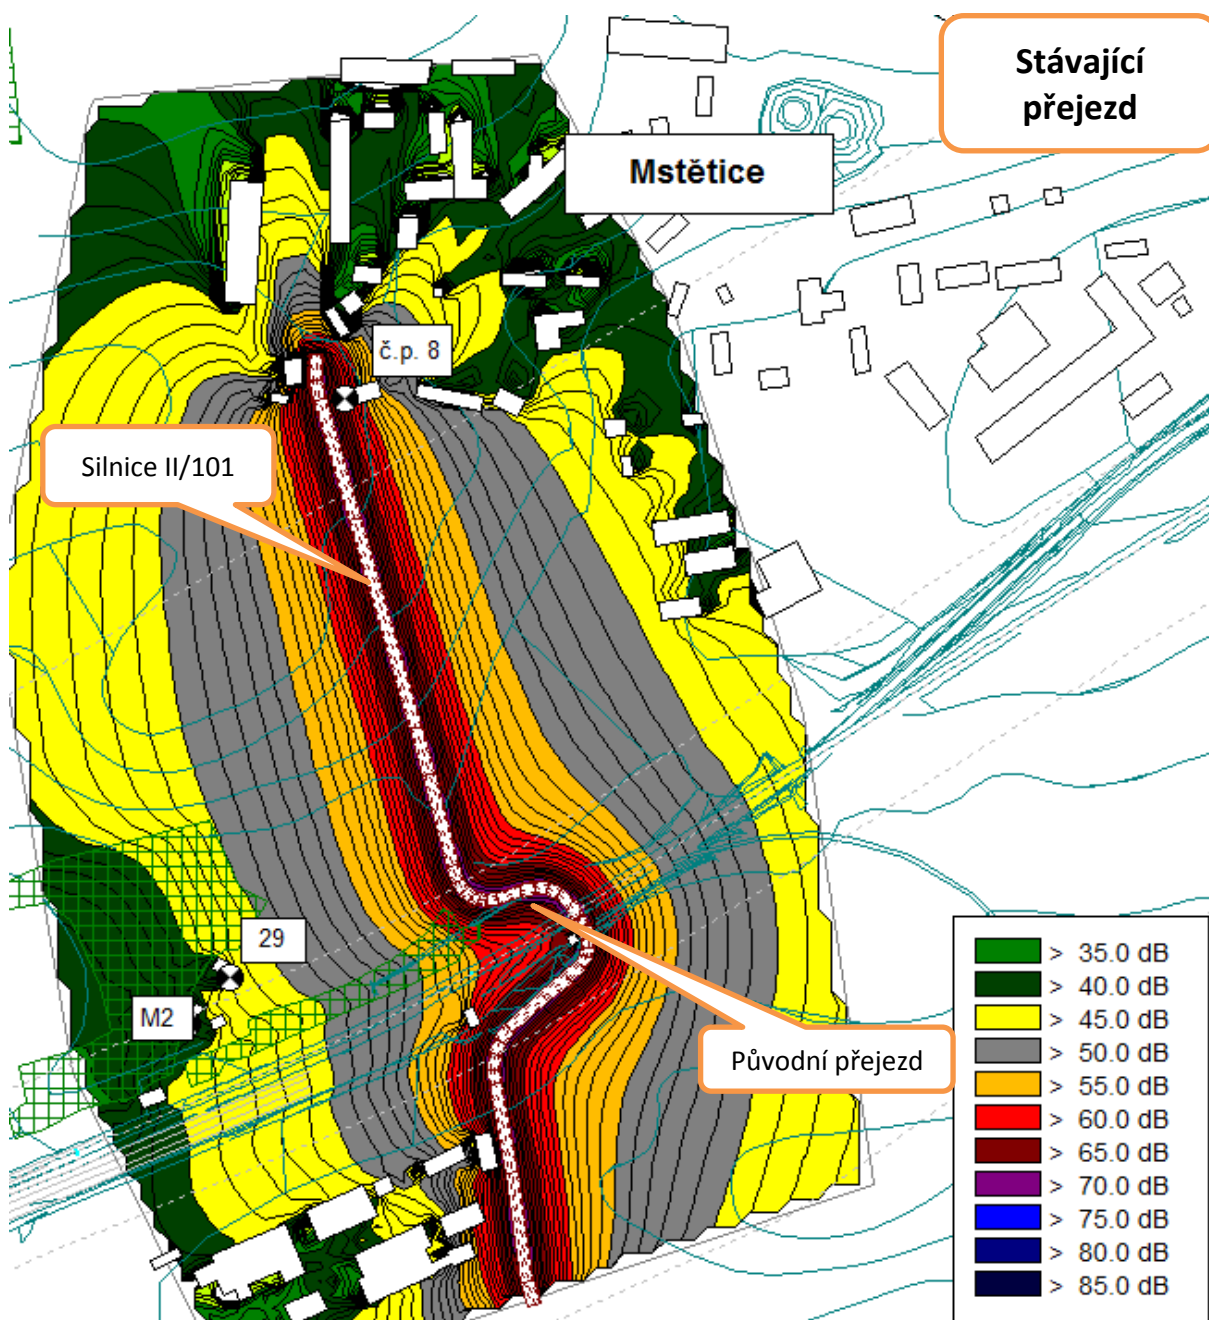 Stávající
přejezd
Mstětice
č.p. 8
Silnice II/101
29
M2
Původní přejezd
> 35.0 dB
> 40.0 dB
> 45.0 dB
> 50.0 dB
> 55.0 dB
> 60.0 dB
> 65.0 dB
> 70.0 dB
> 75.0 dB
> 80.0 dB
> 85.0 dB